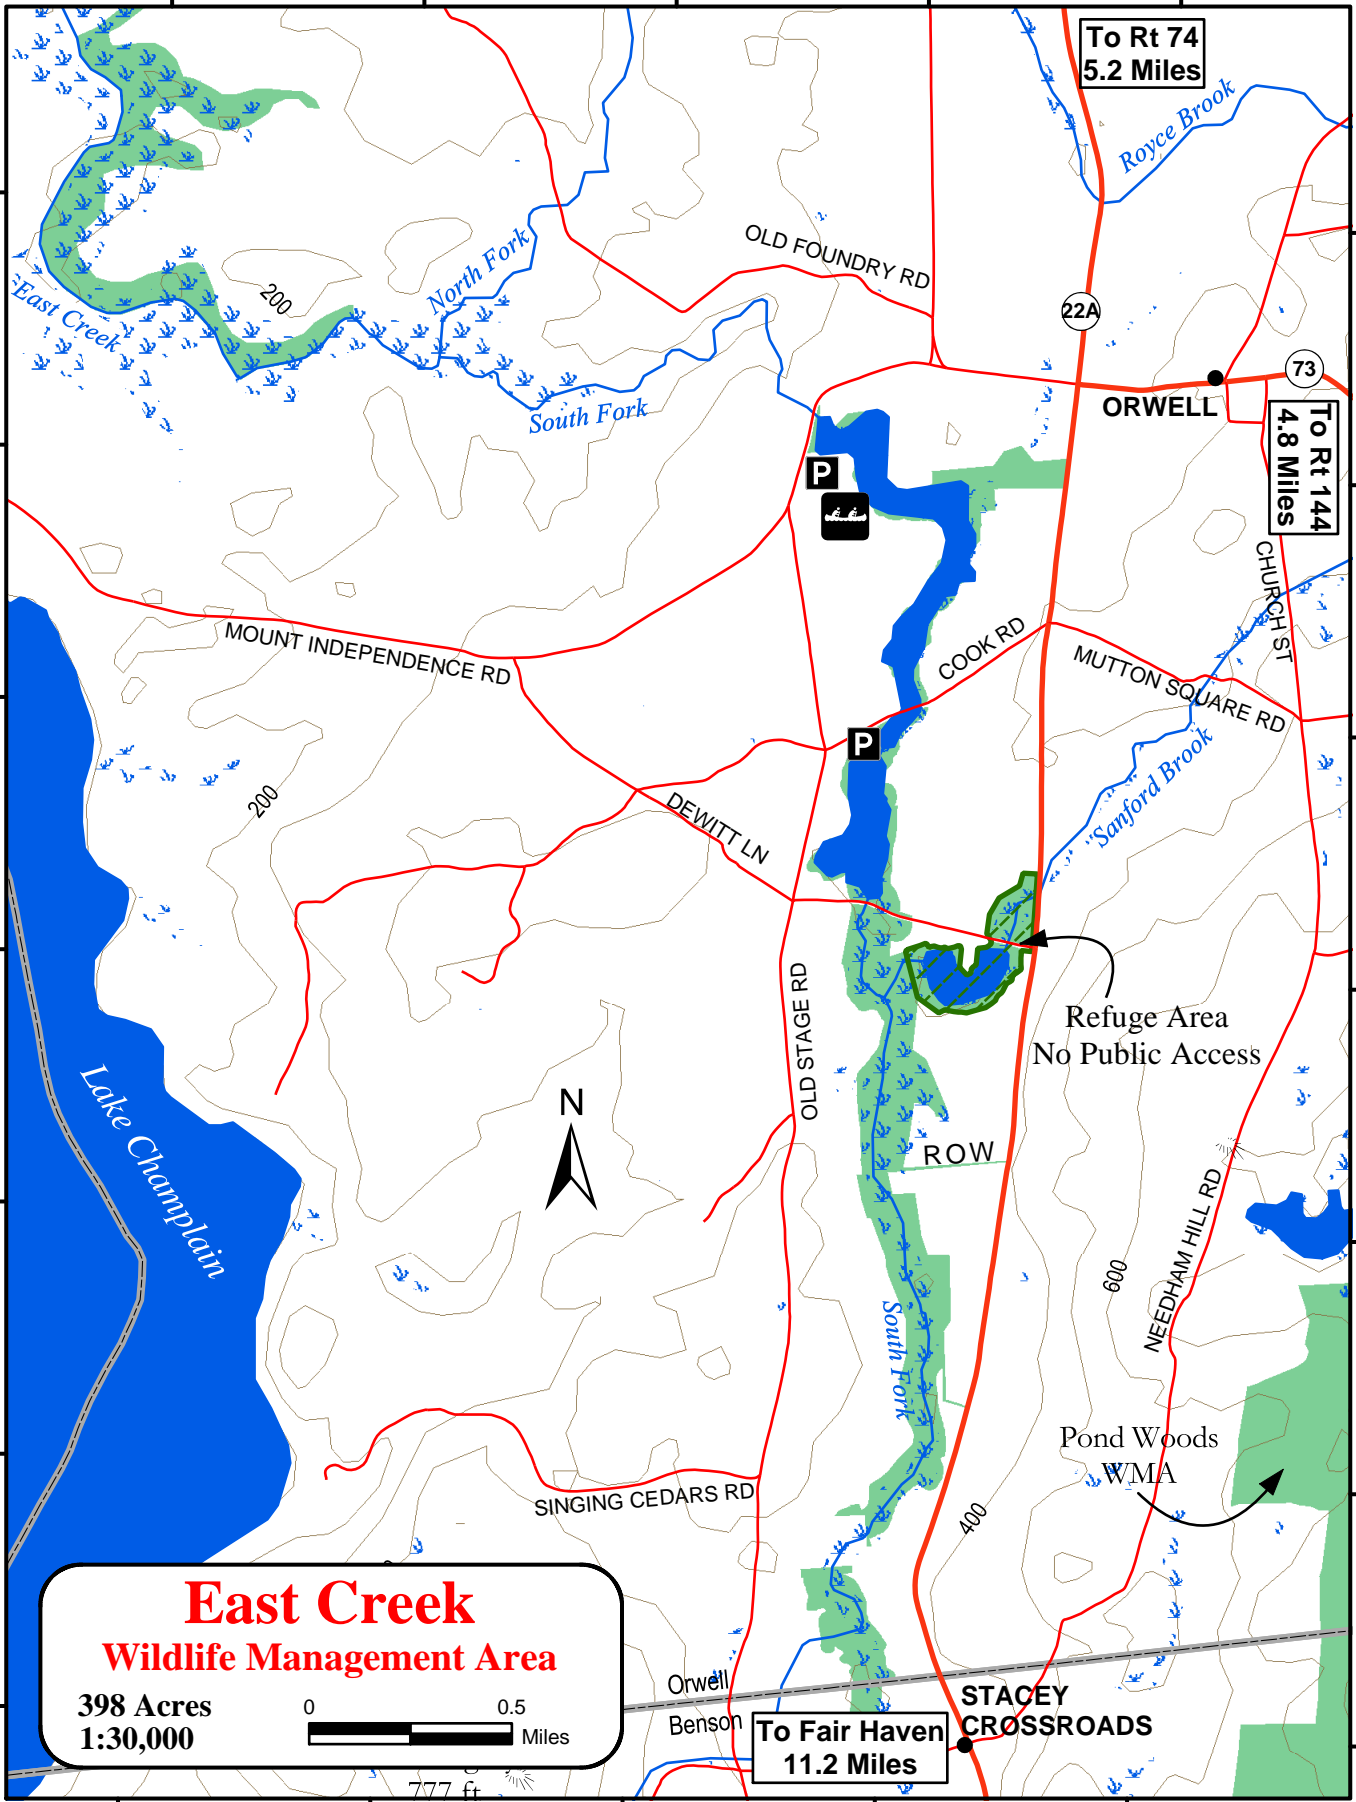 To Rt 74
5.2 Miles
Royce Brook
OLD FOUNDRY RD
North Fork
East Creek
200
22A
73
ORWELL
South Fork
To Rt 144
4.8 Miles
P
CHURCH ST
MOUNT INDEPENDENCE RD
COOK RD
MUTTON SQUARE RD
P
Sanford Brook
200
DEWITT LN
OLD STAGE RD
Refuge Area
No Public Access
N
Lake Champlain
ROW
NEEDHAM HILL RD
600
South Fork
Pond Woods
WMA
SINGING CEDARS RD
400
East Creek
Wildlife Management Area
398 Acres
1:30,000
0 0.5
Miles
Orwell
Benson
STACEY
CROSSROADS
To Fair Haven
11.2 Miles
777 ft